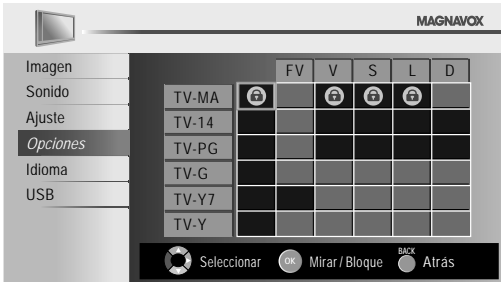 MAGNAVOX
Imagen
Sonido
Ajuste
Opciones
Idioma
USB
FV V S L D
TV-MA
TV-14
TV-PG
TV-G
TV-Y7
TV-Y
Seleccionar OK Mirar / Bloque BACK Atrás